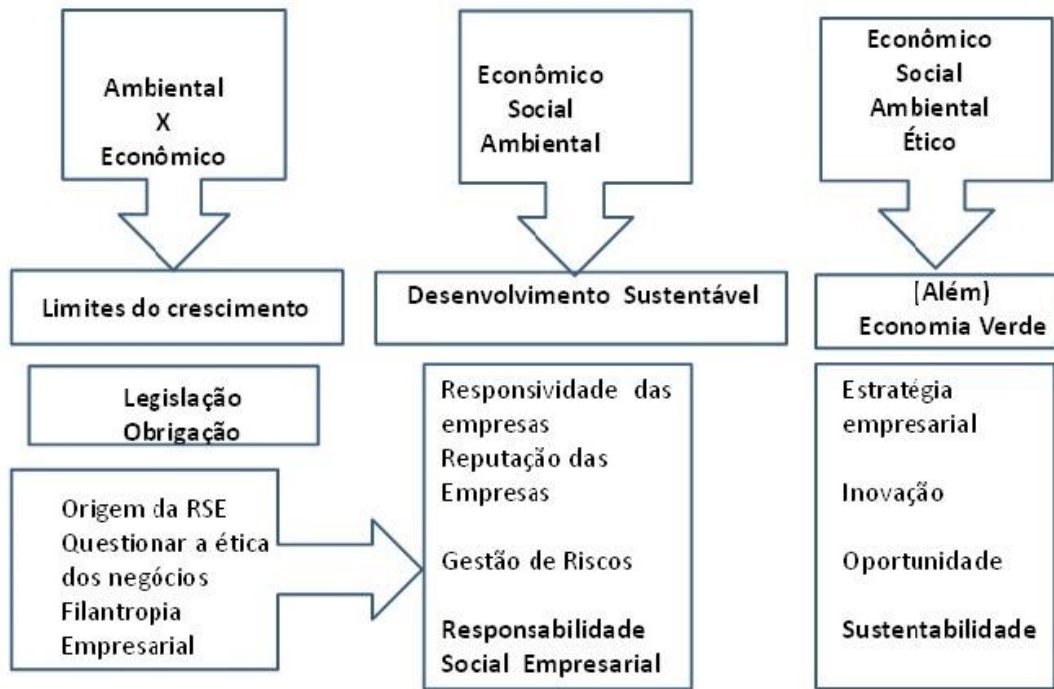 Ambiental
X
Econômico
Limites do crescimento
Legislação
Obrigação
Origem da RSE
Questionar a ética
dos negócios
Filantropia
Empresarial
Econômico
Social
Ambiental
Desenvolvimento Sustentável
Responsividade das
empresas
Reputação das
Empresas
Gestão de Riscos
Responsabilidade
Social Empresarial
Econômico
Social
Ambiental
Ético
(Além)
Economia Verde
Estratégia
empresarial
Inovação
Oportunidade
Sustentabilidade